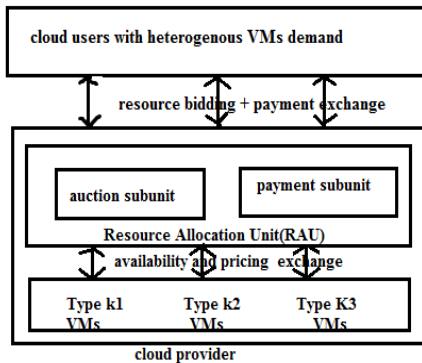 cloud users with heterogenous VMs demand
resource bidding + payment exchange
auction subunit
payment subunit
Resource Allocation Unit(RAU)
availability and pricing exchange
Type k1 Type k2 Type K3
VMs VMs VMs
cloud provider